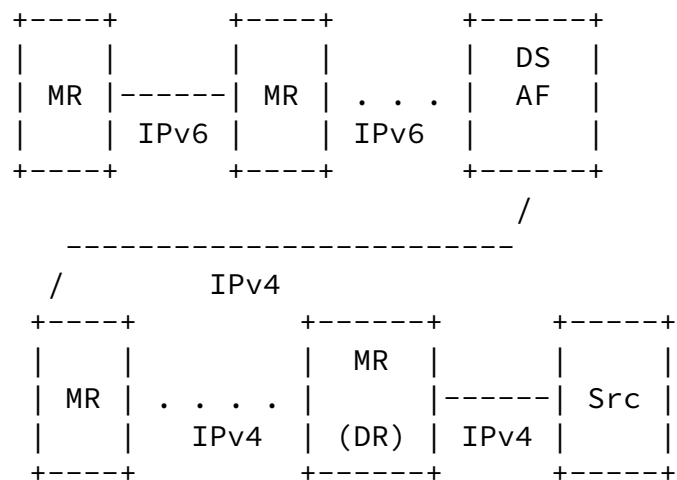 +----+ +----+ +------+
| | | | | DS |
| MR |------| MR | . . . | AF |
| | IPv6 | | IPv6 | |
+----+ +----+ +------+
/
-------------------------
/ IPv4
+----+ +------+ +-----+
| | | MR | | |
| MR | . . . . | |------| Src |
| | IPv4 | (DR) | IPv4 | |
+----+ +------+ +-----+